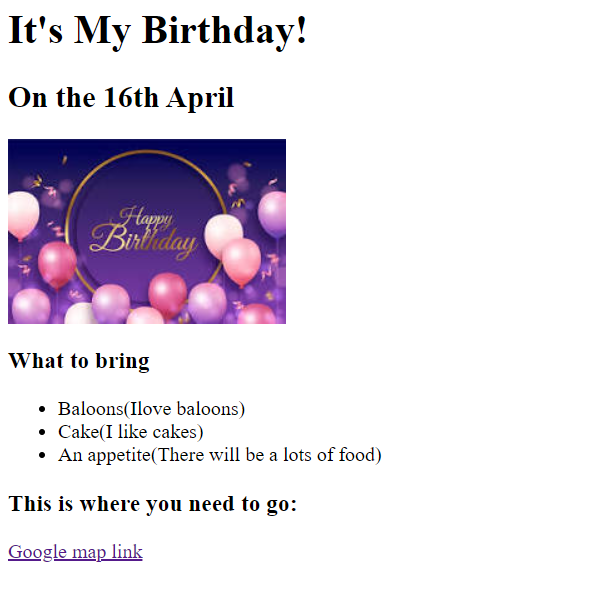 It's My Birthday!
On the 16th April
Happy
Birthday
What to bring
Baloons(Ilove baloons)
Cake(I like cakes)
An appetite(There will be a lots of food)
This is where you need to go:
Google map link